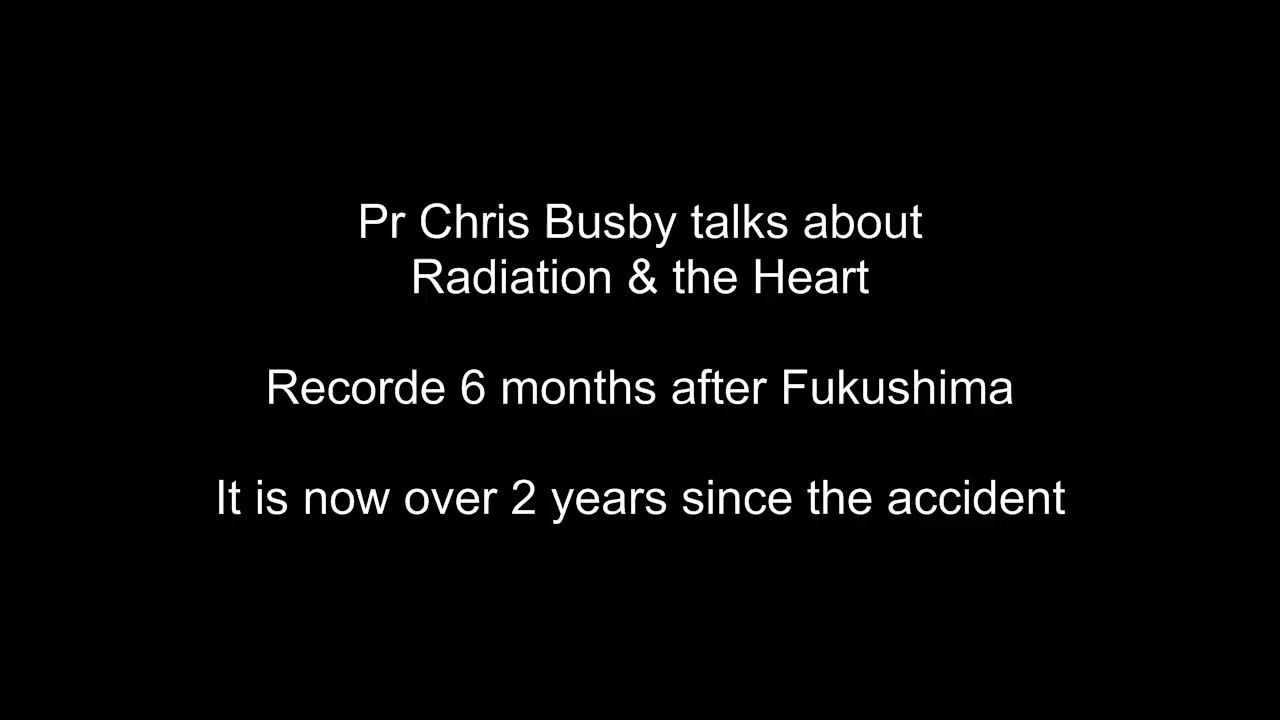 Pr Chris Busby talks about
Radiation & the Heart
Recorde 6 months after Fukushima
It is now over 2 years since the accident